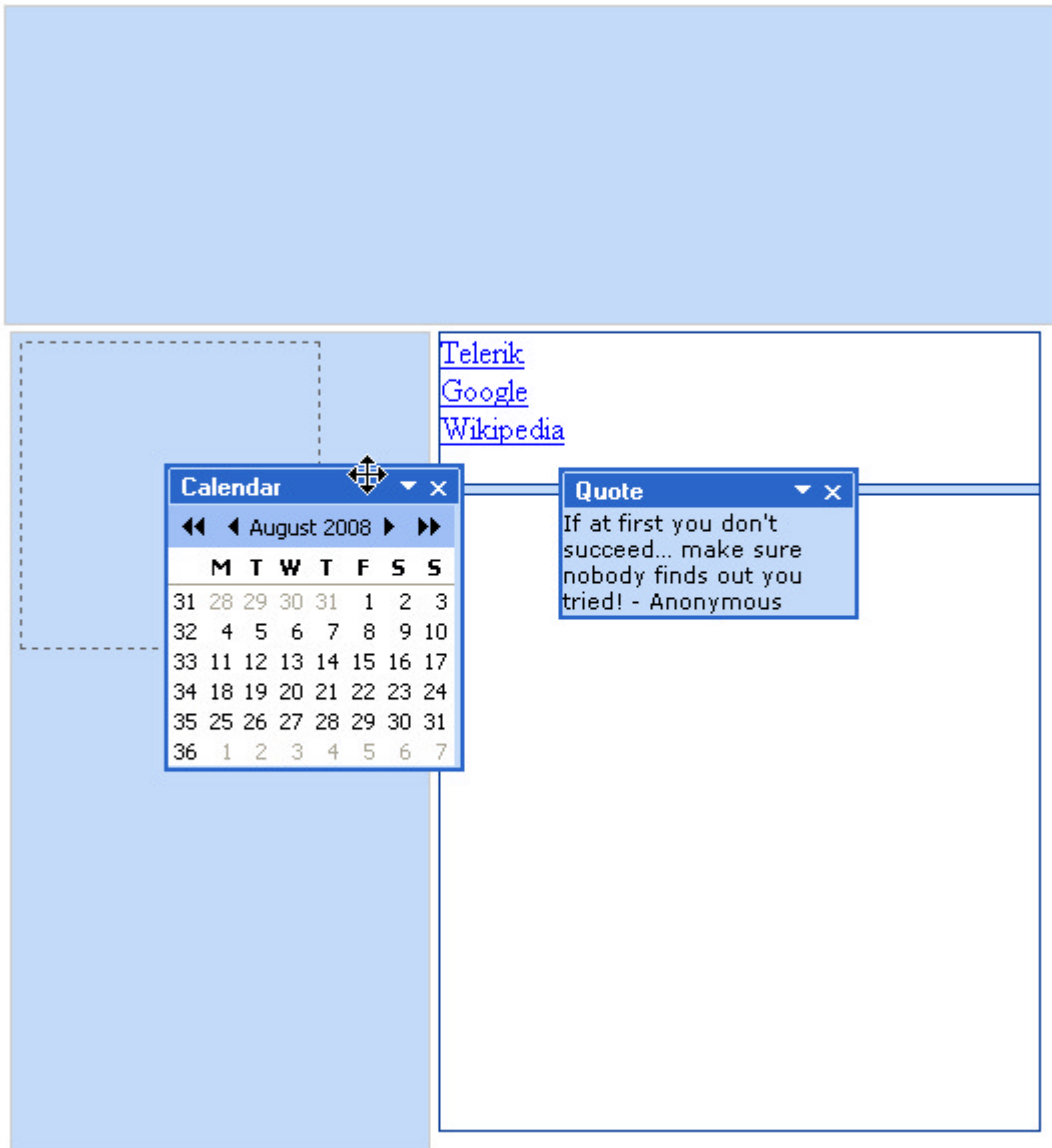 Telerik
Google
Wikipedia
Calendar
August 2008
M T W T F S S
31 28 29 30 31 1 2 3
32 4 5 6 7 8 9 10
33 11 12 13 14 15 16 17
34 18 19 20 21 22 23 24
35 25 26 27 28 29 30 31
36 1 2 3 4 5 6 7
Quote
If at first you don't
succeed... make sure
nobody finds out you
tried! - Anonymous